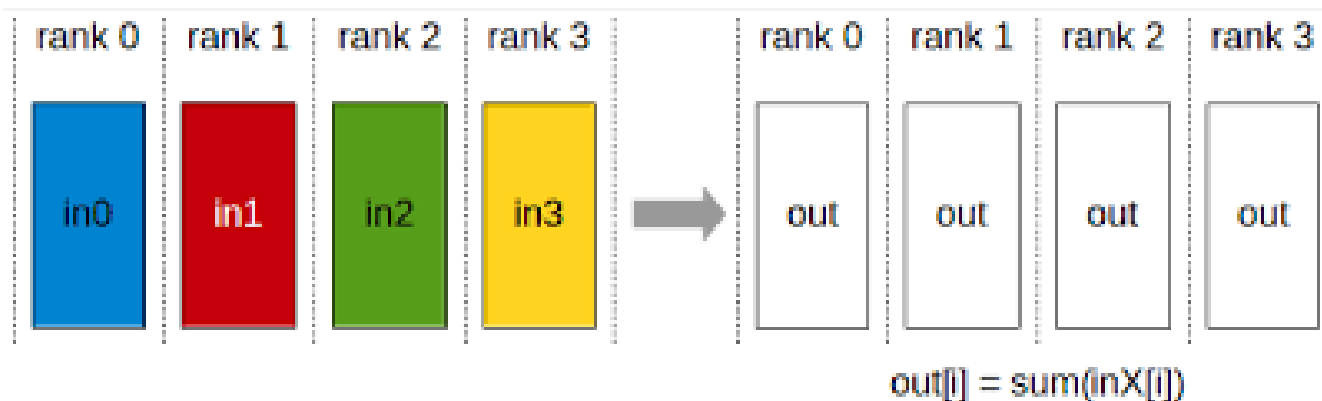 rank 0 rank 1 rank 2 rank 3 rank 0 rank 1 rank 2 rank 3
in0 in1 in2 in3 out out out out
out[i] = sum(inX[i])